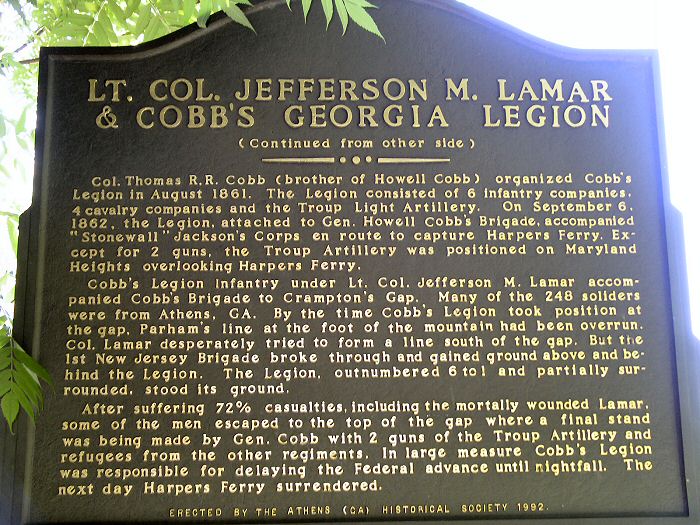 LT. COL. JEFFERSON M. LAMAR
& COBB'S GEORGIA LEGION
(Continued from other side)
Col. Thomas R.R. Cobb (brother of Howell Cobb) organized Cobb's
Legion in August 1861. The Legion consisted of 6 infantry companies,
4 cavalry companies and the Troup Light Artillery. On September 6,
1862, the Legion, attached to Gen. Howell Cobb's Brigade, accompanied
"Stonewall" Jackson's Corps en route to capture Harpers Ferry. Ex-
cept for 2 guns, the Troup Artillery was positioned on Maryland
Heights overlooking Harpers Ferry.
Cobb's Legion Infantry under Lt. Col. Jefferson M. Lamar accom-
panied Cobb's Brigade to Crampton's Gap. Many of the 248 soliders
were from Athens, GA. By the time Cobb's Legion took position at
the gap, Parham's line at the foot of the mountain had been overrun.
Col. Lamar desperately tried to form a line south of the gap. But the
1st New Jersey Brigade broke through and gained ground above and be-
hind the Legion. The Legion, outnumbered 6 to 1 and partially sur-
rounded, stood its ground.
After suffering 72% casualties, including the mortally wounded Lamar,
some of the men escaped to the top of the gap where a final stand
was being made by Gen. Cobb with 2 guns of the Troup Artillery and
refugees from the other regiments. In large measure Cobb's Legion
was responsible for delaying the Federal advance until nightfall. The
next day Harpers Ferry surrendered.
ERECTED BY THE ATHENS (GA) HISTORICAL SOCIETY 1992.